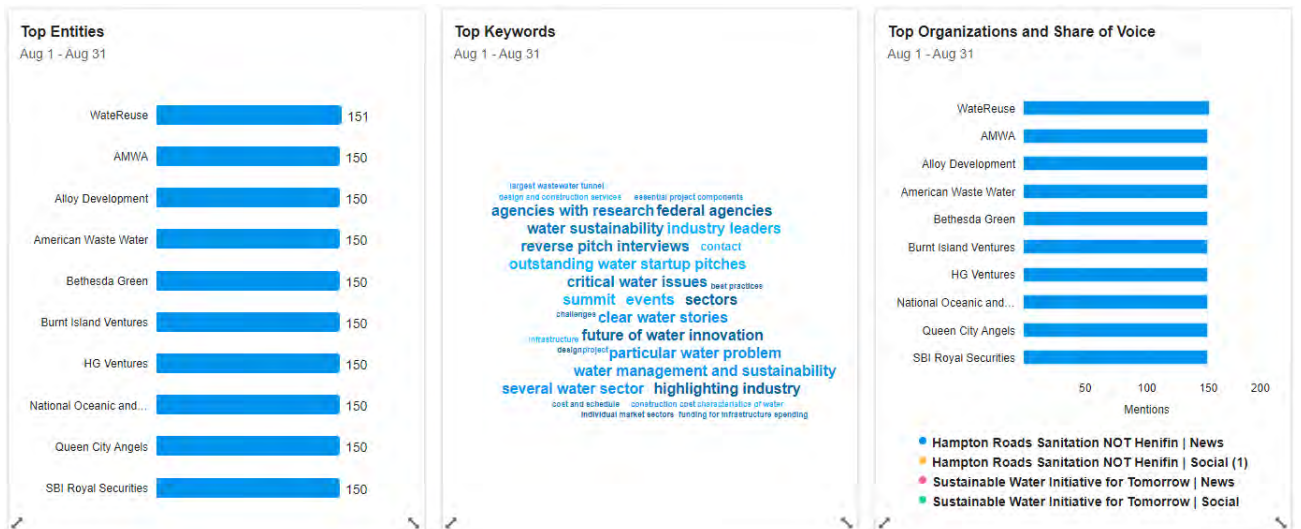 Top Entities
Aug 1 - Aug 31
WateReuse 151
AMWA 150
Alloy Development 150
American Waste Water 150
Bethesda Green 150
Burnt Island Ventures 150
HG Ventures 150
National Oceanic and... 150
Queen City Angels 150
SBI Royal Securities 150
Top Keywords
Aug 1 - Aug 31
largest wastewater tunnel
design and construction services essential project components
agencies with research federal agencies
water sustainability industry leaders
reverse pitch interviews contact
outstanding water startup pitches
critical water issues best practices
summit events sectors
challenges clear water stories
infrastructure future of water innovation
design project particular water problem
water management and sustainability
several water sector highlighting industry
cost and schedule construction cost characteristics of water
individual market sectors funding for infrastructure spending
Top Organizations and Share of Voice
Aug 1 - Aug 31
WateReuse
AMWA
Alloy Development
American Waste Water
Bethesda Green
Burnt Island Ventures
HG Ventures
National Oceanic and...
Queen City Angels
SBI Royal Securities
50 100 150 200
Mentions
Hampton Roads Sanitation NOT Henifin | News
Hampton Roads Sanitation NOT Henifin | Social (1)
Sustainable Water Initiative for Tomorrow | News
Sustainable Water Initiative for Tomorrow | Social